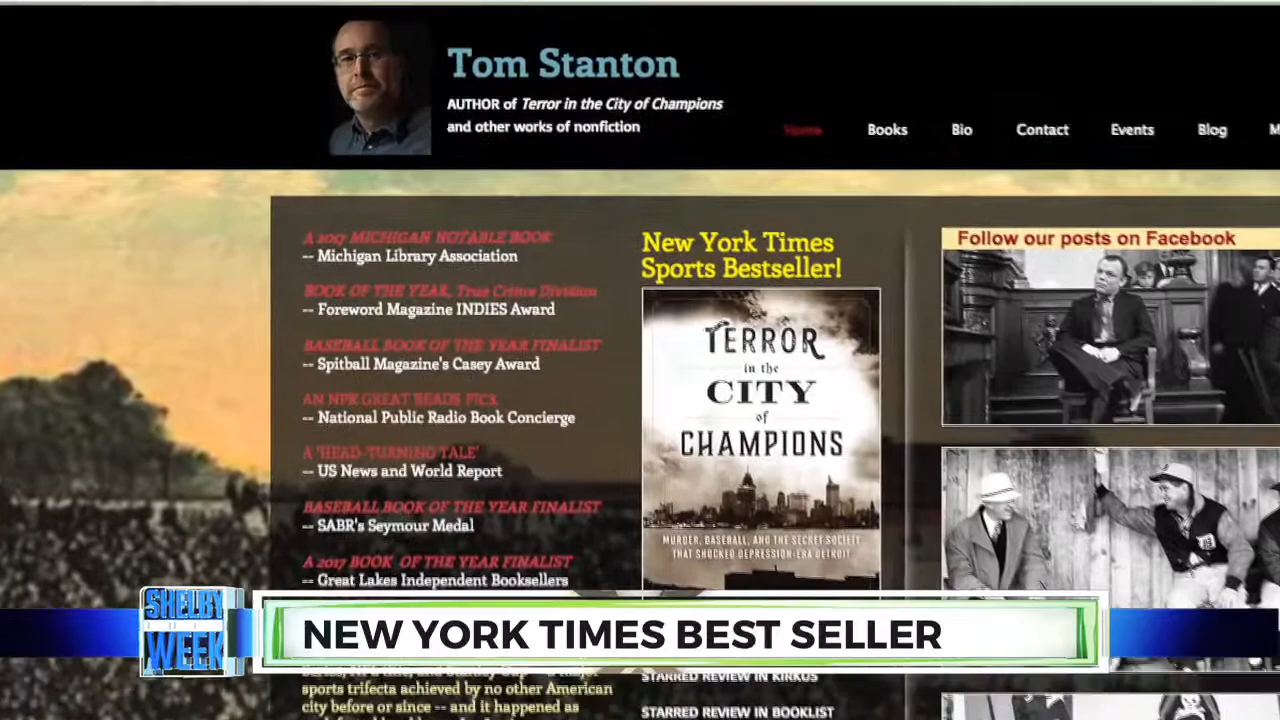 Tom Stanton
AUTHOR of Terror in the City of Champions
and other works of nonfiction
Home Books Bio Contact Events Blog M
A 2017 MICHIGAN NOTABLE BOOK
-- Michigan Library Association
BOOK OF THE YEAR, True Crime Division
-- Foreword Magazine INDIES Award
BASEBALL BOOK OF THE YEAR FINALIST
-- Spitball Magazine's Casey Award
AN NPR GREAT READS PICK
-- National Public Radio Book Concierge
A 'HEAD-TURNING TALE'
-- US News and World Report
BASEBALL BOOK OF THE YEAR FINALIST
-- SABR's Seymour Medal
A 2017 BOOK OF THE YEAR FINALIST
-- Great Lakes Independent Booksellers
sports trifecta achieved by no other American
city before or since -- and it happened as
New York Times
Sports Bestseller!
TERROR
in the
CITY
of
CHAMPIONS
MURDER, BASEBALL, AND THE SECRET SOCIETY
THAT SHOCKED DEPRESSION-ERA DETROIT
STARRED REVIEW IN KIRKUS
STARRED REVIEW IN BOOKLIST
Follow our posts on Facebook
SHELBY
WEEK
NEW YORK TIMES BEST SELLER